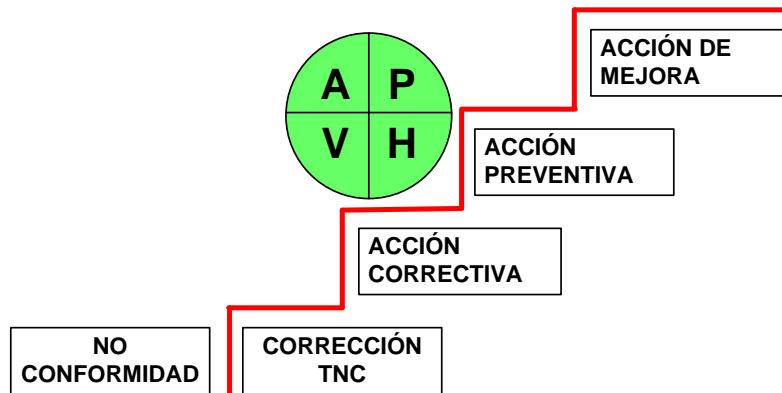 A P
V H
ACCIÓN DE
MEJORA
ACCIÓN
PREVENTIVA
ACCIÓN
CORRECTIVA
NO
CONFORMIDAD
CORRECCIÓN
TNC